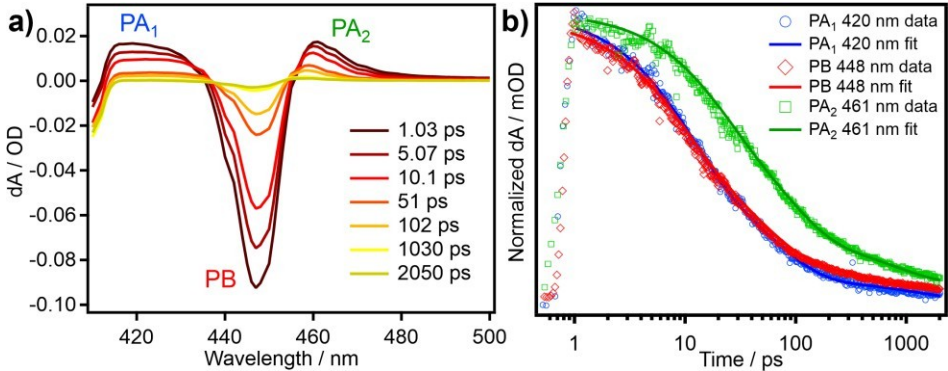 a)
PA₁
PA₂
0.02
0.00
-0.02
-0.04
-0.06
-0.08
-0.10
dA / OD
1.03 ps
5.07 ps
10.1 ps
51 ps
102 ps
1030 ps
2050 ps
PB
420
440
460
480
500
Wavelength / nm
b)
PA₁ 420 nm data
PA₁ 420 nm fit
PB 448 nm data
PB 448 nm fit
PA₂ 461 nm data
PA₂ 461 nm fit
Normalized dA / mOD
1
10
100
1000
Time / ps